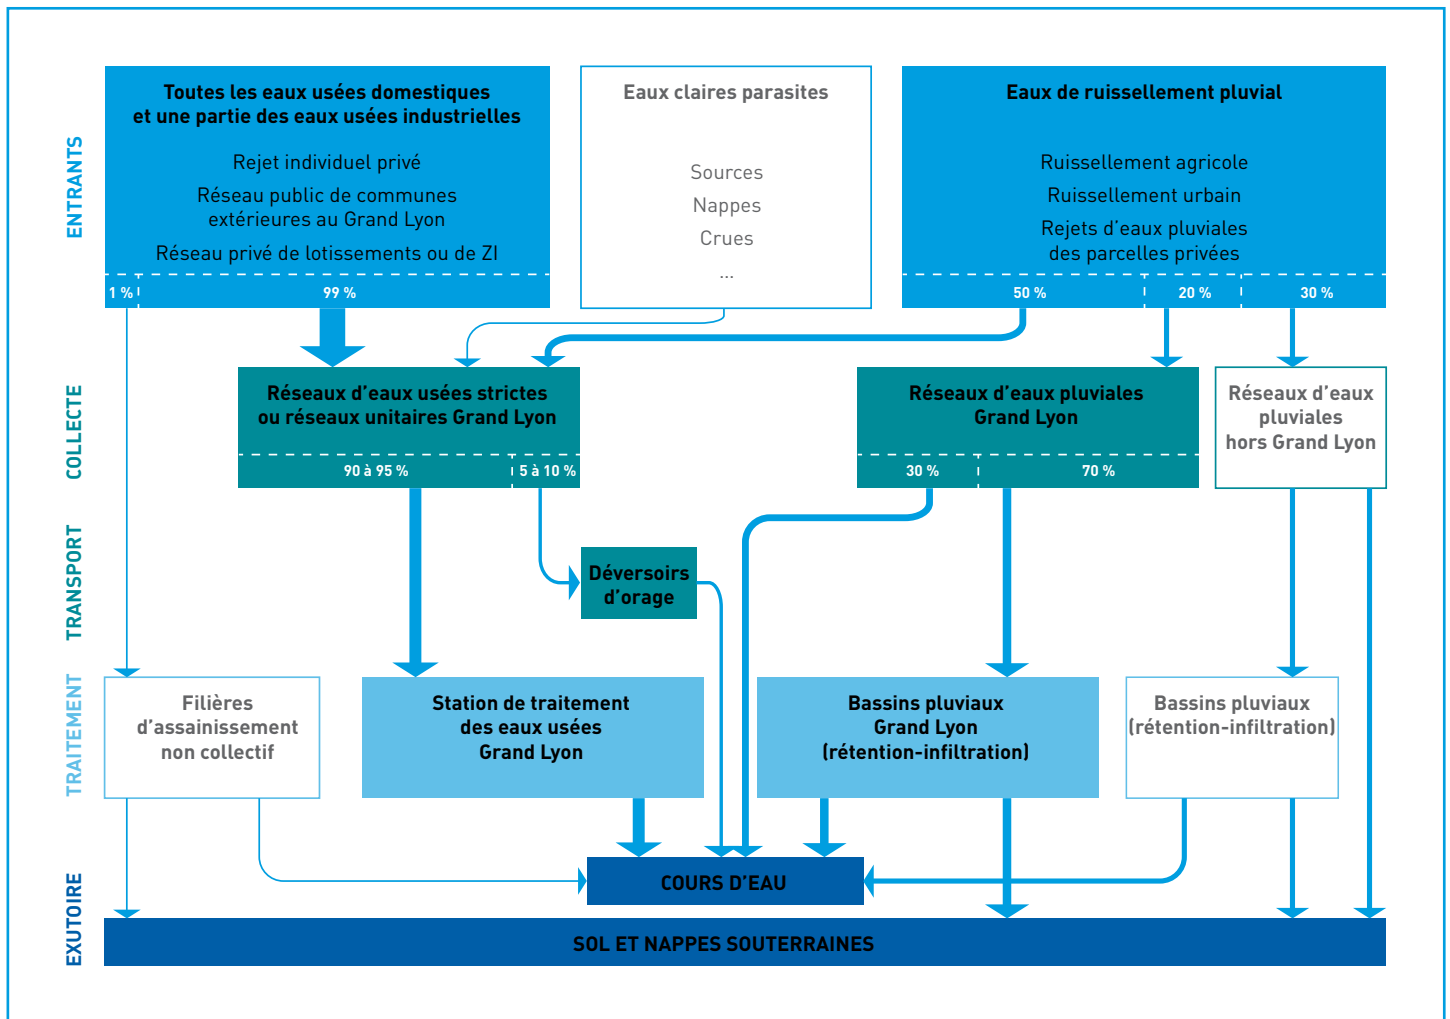 ENTRANTS
Toutes les eaux usées domestiques
et une partie des eaux usées industrielles
Rejet individuel privé
Réseau public de communes
extérieures au Grand Lyon
Réseau privé de lotissements ou de ZI
1 %
99 %
Eaux claires parasites
Sources
Nappes
Crues
...
Eaux de ruissellement pluvial
Ruissellement agricole
Ruissellement urbain
Rejets d'eaux pluviales
des parcelles privées
50 %
20 %
30 %
COLLECTE
Réseaux d'eaux usées strictes
ou réseaux unitaires Grand Lyon
90 à 95 %
5 à 10 %
Réseaux d'eaux pluviales
Grand Lyon
30 %
70 %
Réseaux d'eaux
pluviales
hors Grand Lyon
TRANSPORT
Déversoirs
d'orage
TRAITEMENT
Filières
d'assainissement
non collectif
Station de traitement
des eaux usées
Grand Lyon
Bassins pluviaux
Grand Lyon
(rétention-infiltration)
Bassins pluviaux
(rétention-infiltration)
EXUTOIRE
COURS D'EAU
SOL ET NAPPES SOUTERRAINES